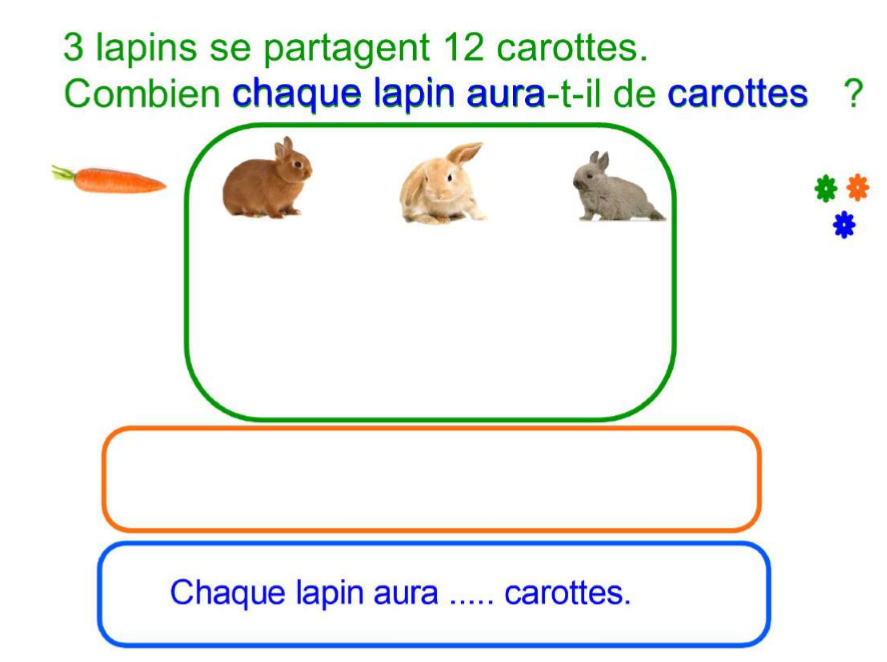 3 lapins se partagent 12 carottes.
Combien chaque lapin aura-t-il de carottes ?
Chaque lapin aura ..... carottes.